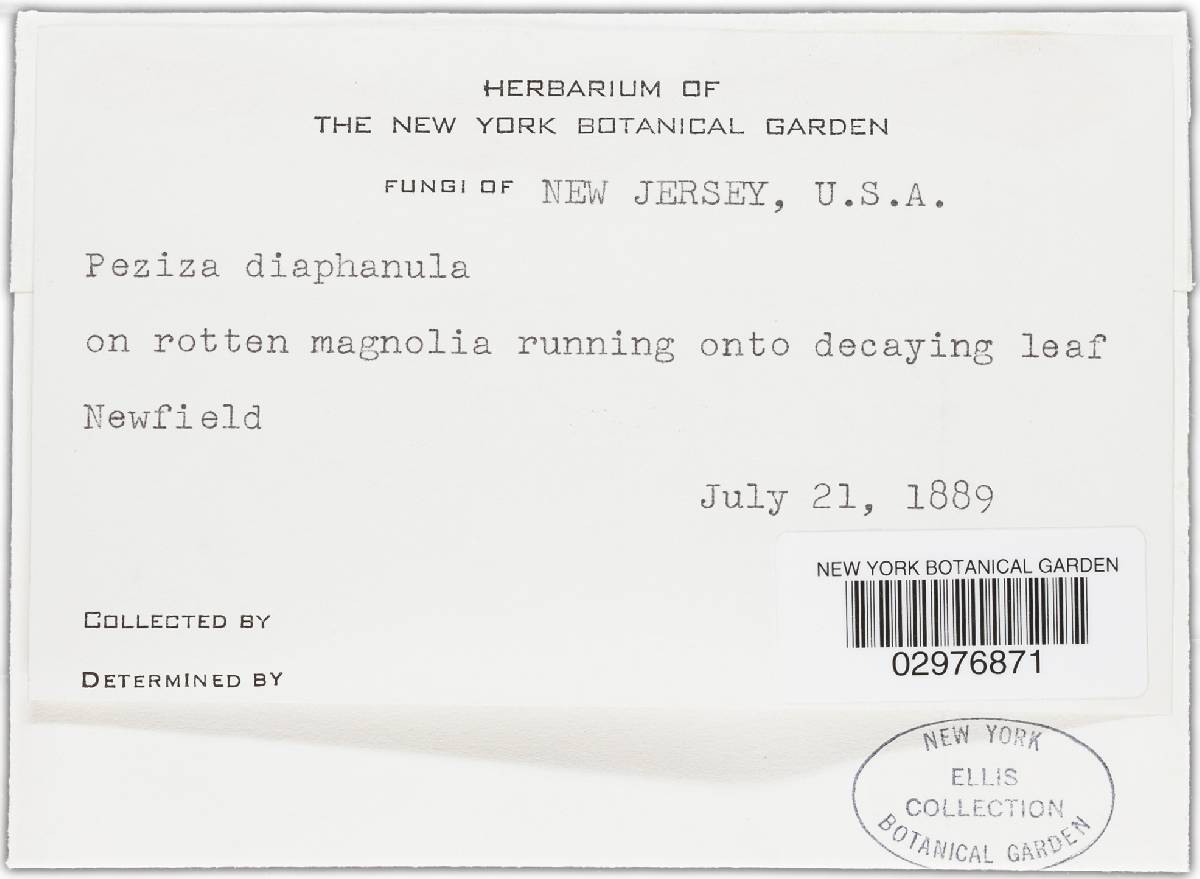 HERBARIUM OF
THE NEW YORK BOTANICAL GARDEN
FUNGI OF NEW JERSEY, U.S.A.
Peziza diaphanula
on rotten magnolia running onto decaying leaf
Newfield
July 21, 1889
NEW YORK BOTANICAL GARDEN
02976871
COLLECTED BY
DETERMINED BY
NEW YORK
ELLIS
COLLECTION
BOTANICAL GARDEN